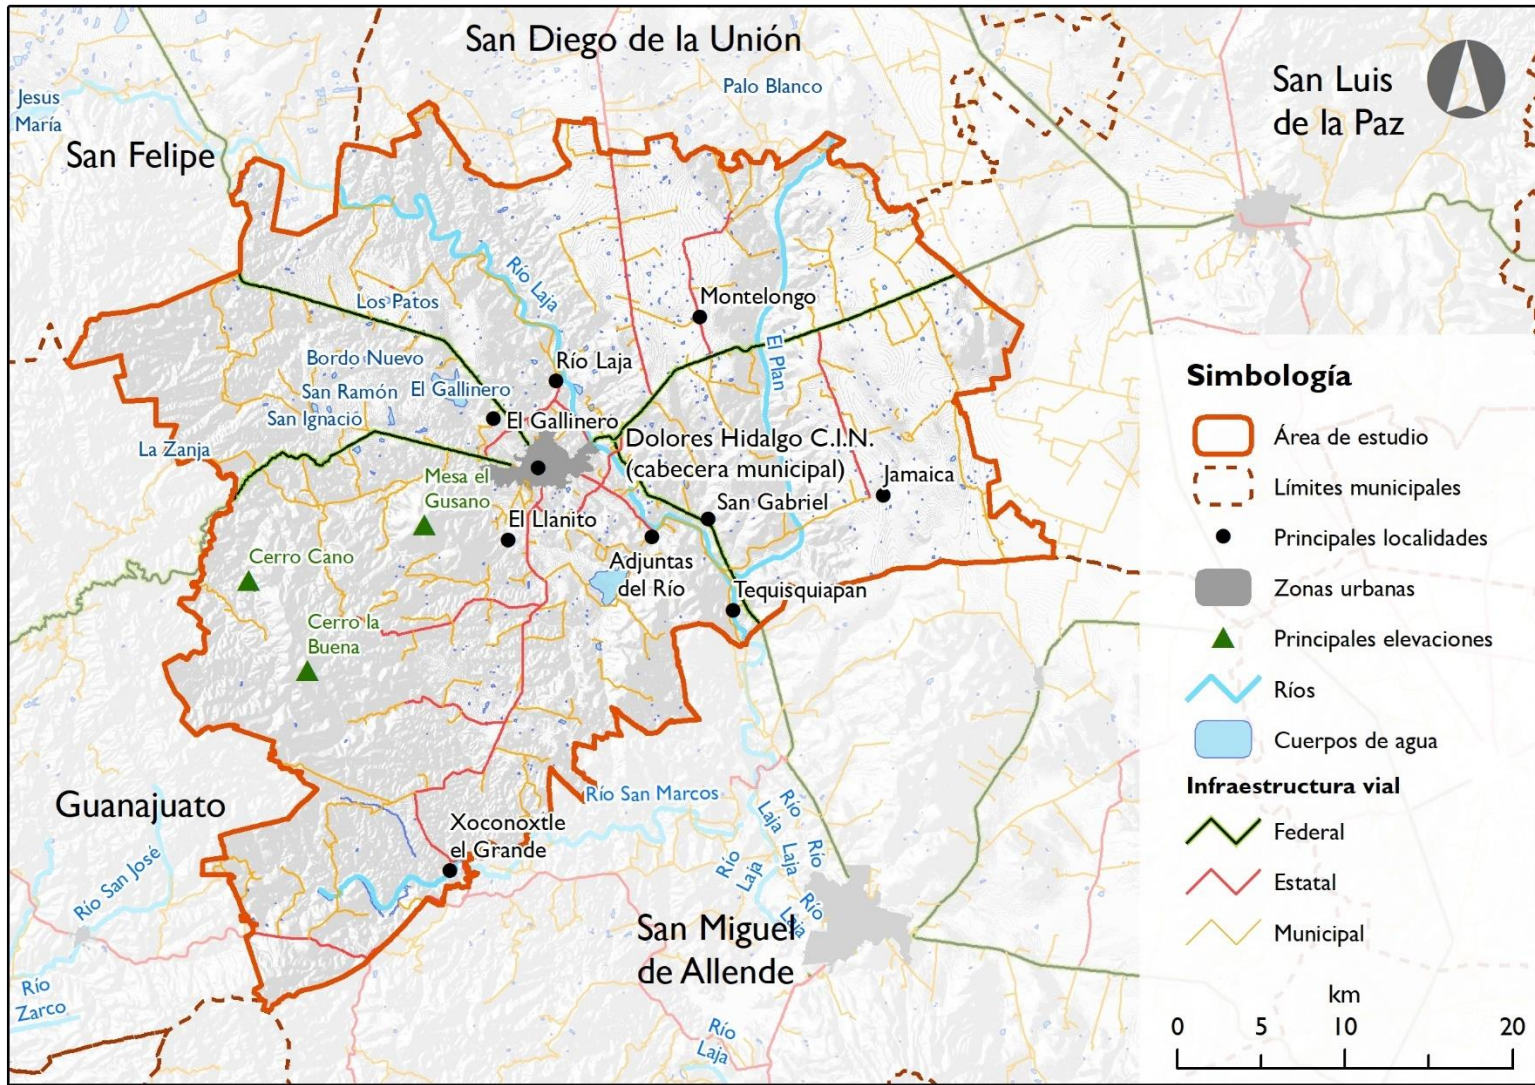 San Diego de la Unión
Palo Blanco
San Luis
de la Paz
Jesus
María
San Felipe
Río Laja
Los Patos
Montelongo
Bordo Nuevo
Río Laja
El Plan
San Ramón
El Gallinero
San Ignacio
El Gallinero
La Zanja
Dolores Hidalgo C.I.N.
(cabecera municipal)
Mesa el
Gusano
Jamaica
San Gabriel
El Llanito
Cerro Cano
Adjuntas
del Río
Tequisquiapan
Cerro la
Buena
Guanajuato
Río San Marcos
Xoconoxtle
el Grande
Río
Laja
Río
Laja
Río
Laja
Río
Laja
Río San José
San Miguel
de Allende
Río
Zarco
Río
Laja
Simbología
Área de estudio
Límites municipales
Principales localidades
Zonas urbanas
Principales elevaciones
Ríos
Cuerpos de agua
Infraestructura vial
Federal
Estatal
Municipal
km
0 5 10 20